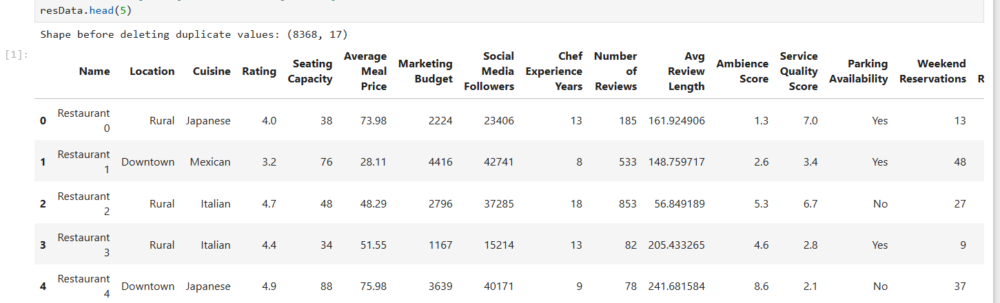 resData.head(5)
Shape before deleting duplicate values: (8368, 17)
[1]:
Name Location Cuisine Rating Seating Capacity Average Meal Price Marketing Budget Social Media Followers Chef Experience Years Number of Reviews Avg Review Length Ambience Score Service Quality Score Parking Availability Weekend Reservations R
0 Restaurant 0 Rural Japanese 4.0 38 73.98 2224 23406 13 185 161.924906 1.3 7.0 Yes 13
1 Restaurant 1 Downtown Mexican 3.2 76 28.11 4416 42741 8 533 148.759717 2.6 3.4 Yes 48
2 Restaurant 2 Rural Italian 4.7 48 48.29 2796 37285 18 853 56.849189 5.3 6.7 No 27
3 Restaurant 3 Rural Italian 4.4 34 51.55 1167 15214 13 82 205.433265 4.6 2.8 Yes 9
4 Restaurant 4 Downtown Japanese 4.9 88 75.98 3639 40171 9 78 241.681584 8.6 2.1 No 37